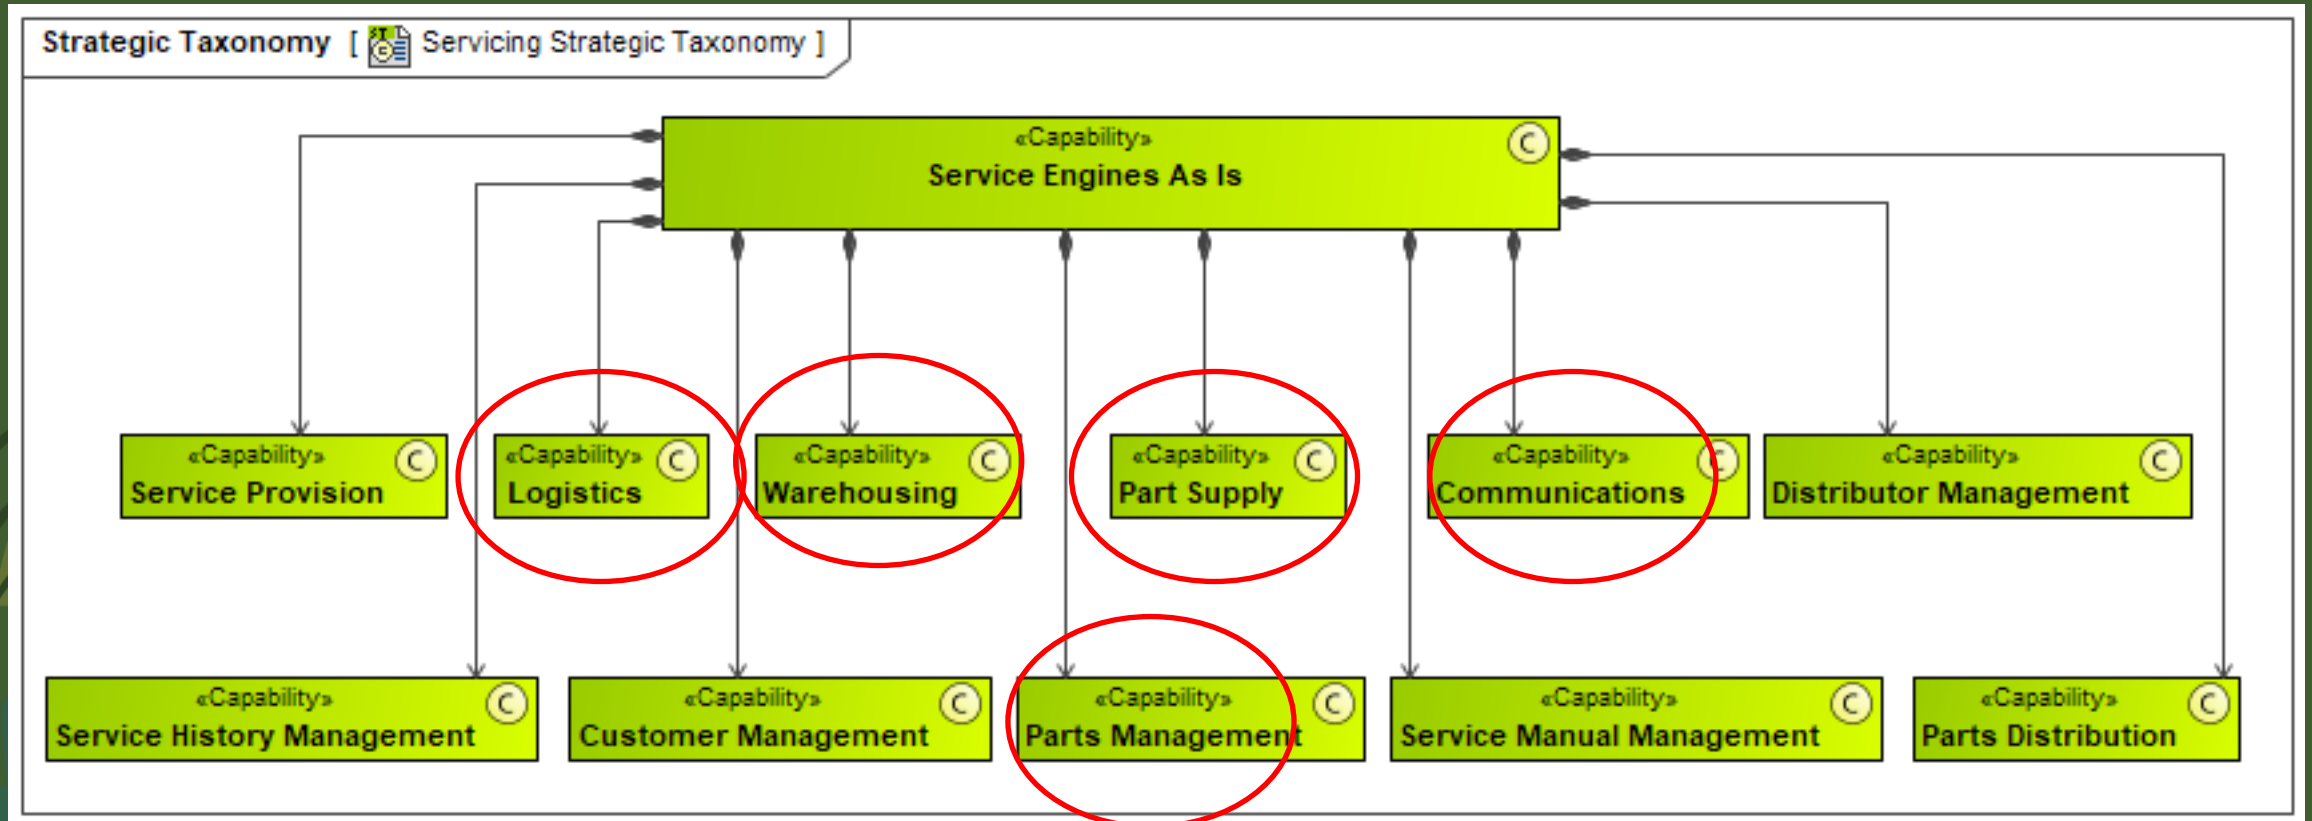 Strategic Taxonomy [ Servicing Strategic Taxonomy ]
«Capability»
C
Service Engines As Is
«Capability»
C
Service Provision
«Capability»
C
Logistics
«Capability»
C
Warehousing
«Capability»
C
Part Supply
«Capability»
C
Communications
«Capability»
C
Distributor Management
«Capability»
C
Service History Management
«Capability»
C
Customer Management
«Capability»
C
Parts Management
«Capability»
C
Service Manual Management
«Capability»
C
Parts Distribution